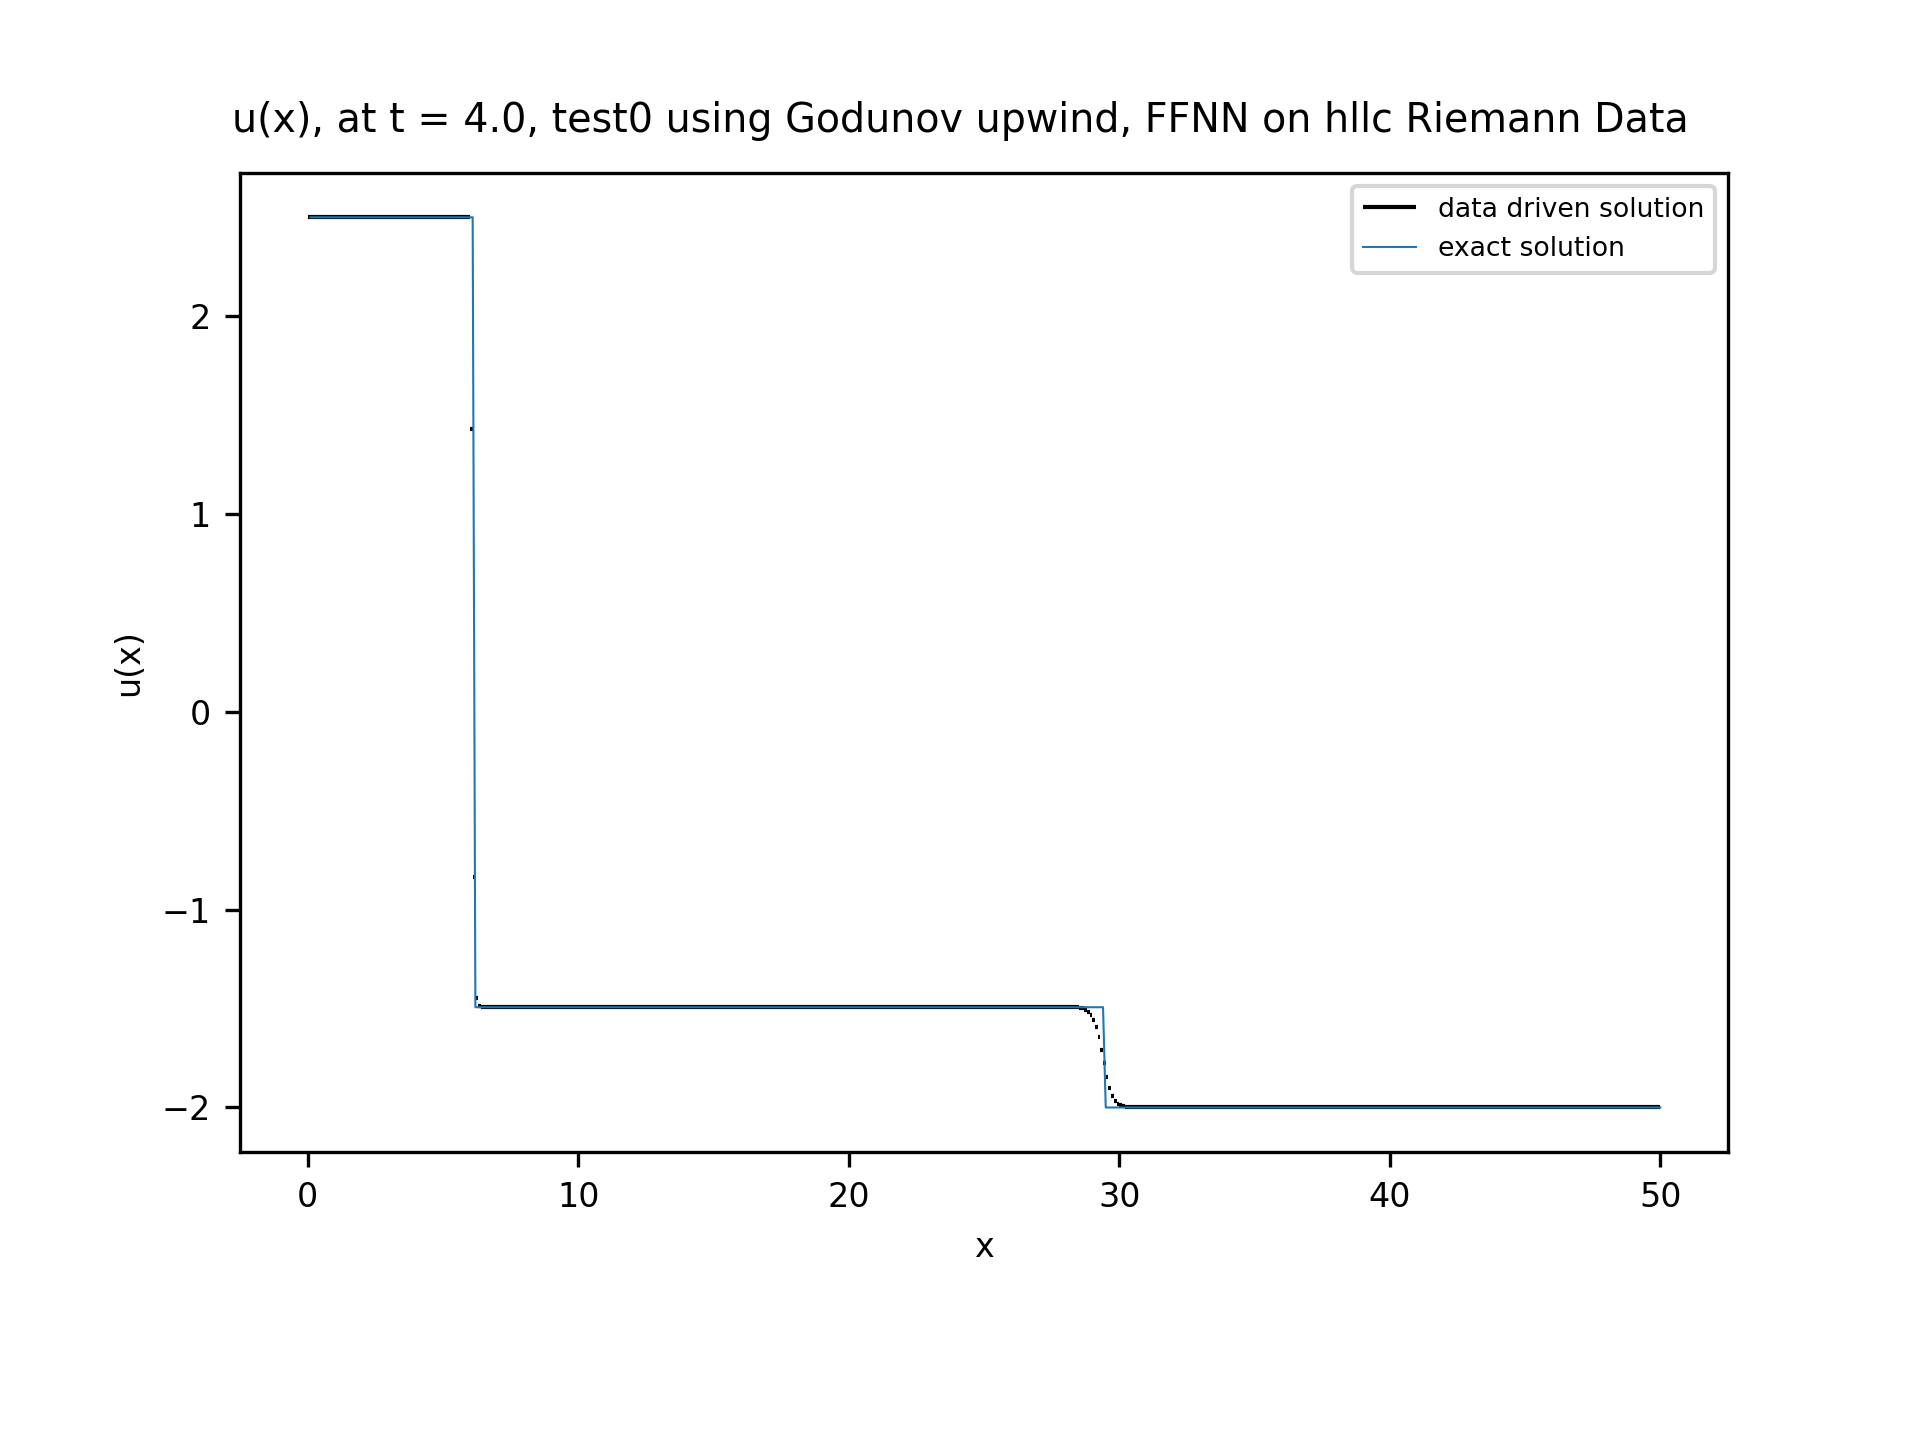 u(x), at t = 4.0, test0 using Godunov upwind, FFNN on hllc Riemann Data
data driven solution
exact solution
2
1
0
−1
−2
u(x)
0 10 20 30 40 50
x